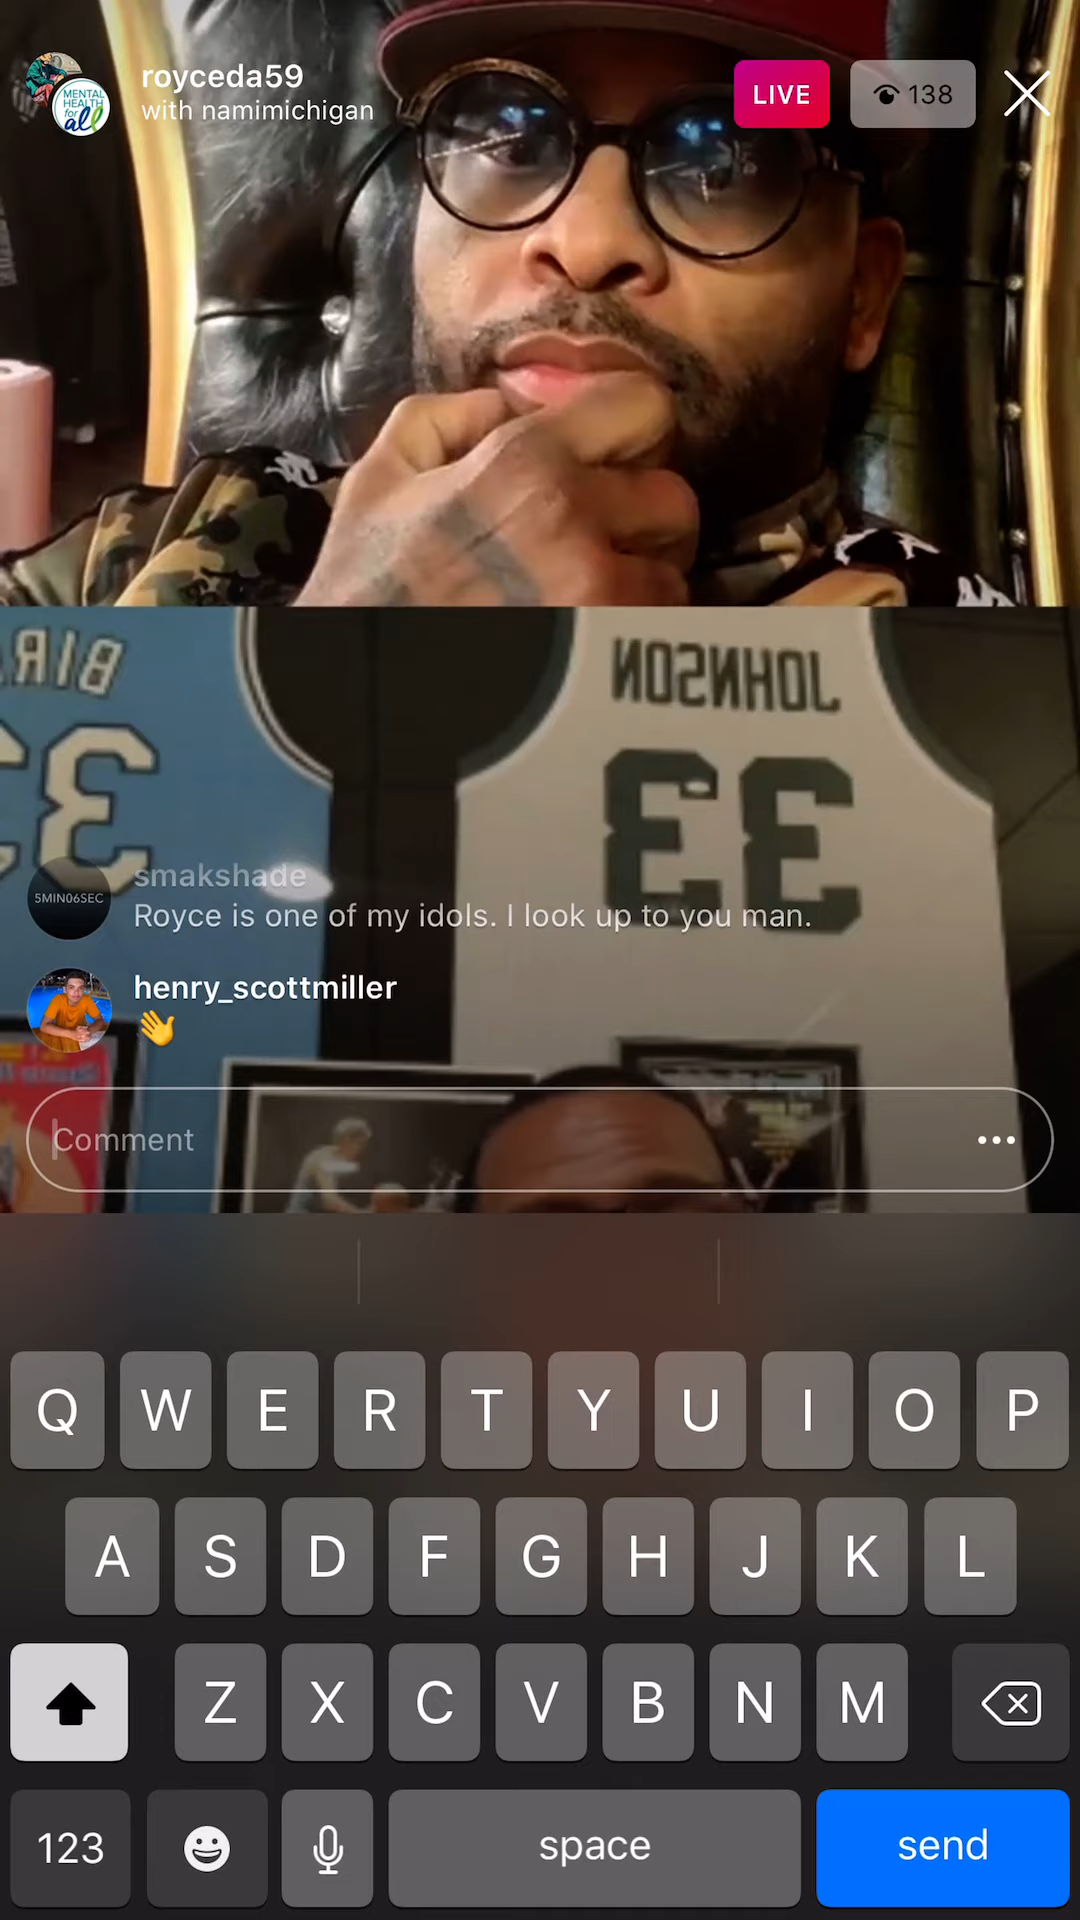 royceda59
with namimichigan
LIVE
138
MENTAL
HEALTH
for
all
BIR
33
JOHNSON
33
smakshade
5MIN06SEC
Royce is one of my idols. I look up to you man.
henry_scottmiller
👋
Comment
Q W E R T Y U I O P
A S D F G H J K L
Z X C V B N M
123
space
send